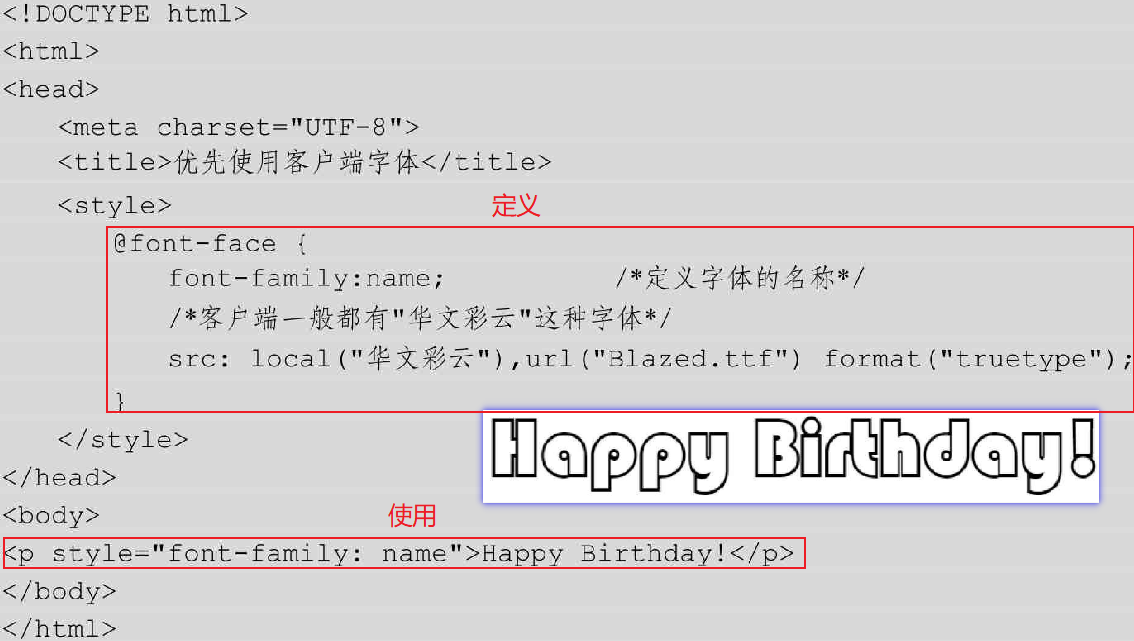 <!DOCTYPE html>
<html>
<head>
<meta charset="UTF-8">
<title>优先使用客户端字体</title>
<style>
定义
@font-face {
font-family:name; /*定义字体的名称*/
/*客户端一般都有"华文彩云"这种字体*/
src: local("华文彩云"),url("Blazed.ttf") format("truetype");
}
</style>
Happy Birthday!
</head>
<body>
使用
<p style="font-family: name">Happy Birthday!</p>
</body>
</html>